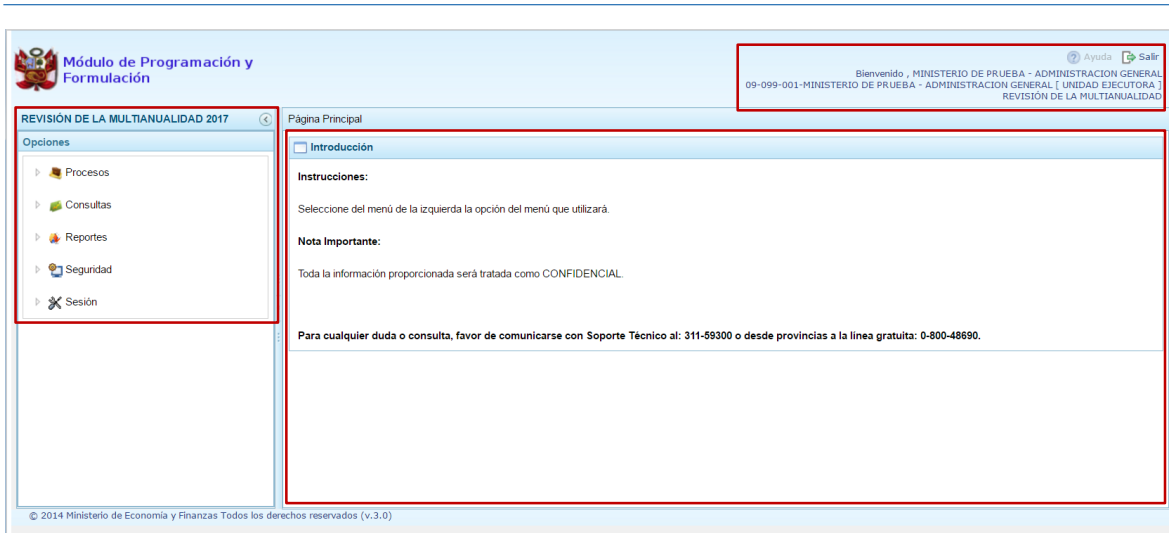 Módulo de Programación y
Formulación
Ayuda Salir
Bienvenido , MINISTERIO DE PRUEBA - ADMINISTRACION GENERAL
09-099-001-MINISTERIO DE PRUEBA - ADMINISTRACION GENERAL [ UNIDAD EJECUTORA ]
REVISIÓN DE LA MULTIANUALIDAD
REVISIÓN DE LA MULTIANUALIDAD 2017
Opciones
Procesos
Consultas
Reportes
Seguridad
Sesión
Página Principal
Introducción
Instrucciones:
Seleccione del menú de la izquierda la opción del menú que utilizará.
Nota Importante:
Toda la información proporcionada será tratada como CONFIDENCIAL.
Para cualquier duda o consulta, favor de comunicarse con Soporte Técnico al: 311-59300 o desde provincias a la línea gratuita: 0-800-48690.
© 2014 Ministerio de Economía y Finanzas Todos los derechos reservados (v.3.0)